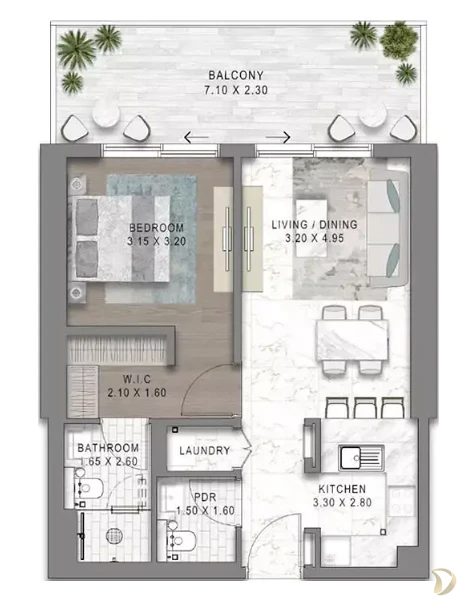 BALCONY
7.10 X 2.30
BEDROOM
3.15 X 3.20
LIVING / DINING
3.20 X 4.95
W.I.C
2.10 X 1.60
BATHROOM
.65 X 2.60
LAUNDRY
PDR
1.50 X 1.60
KITCHEN
3.30 X 2.80